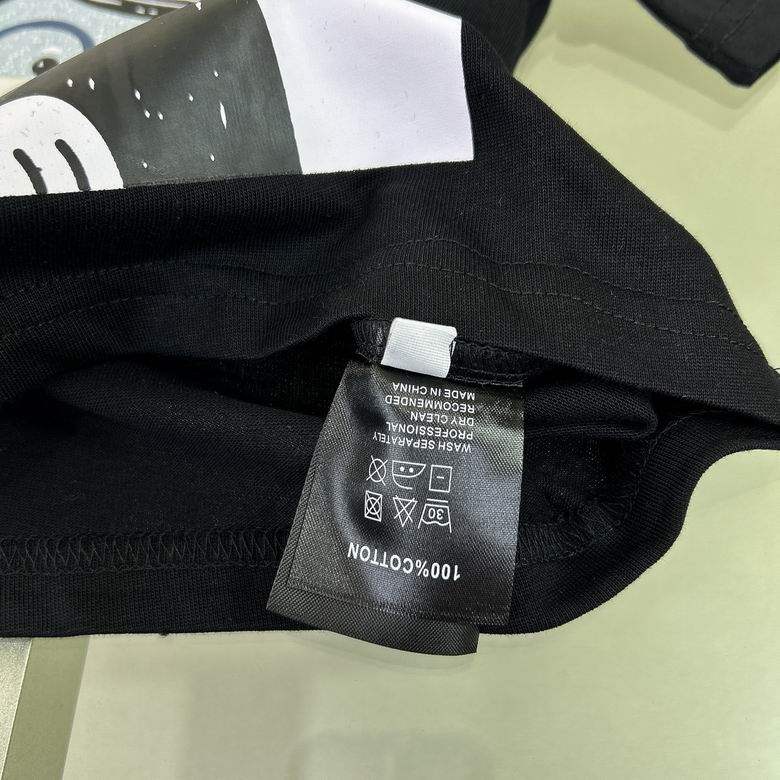 100%COTTON
30
WASH SEPARATELY
PROFESSIONAL
DRY CLEAN
RECOMMENDED
MADE IN CHINA